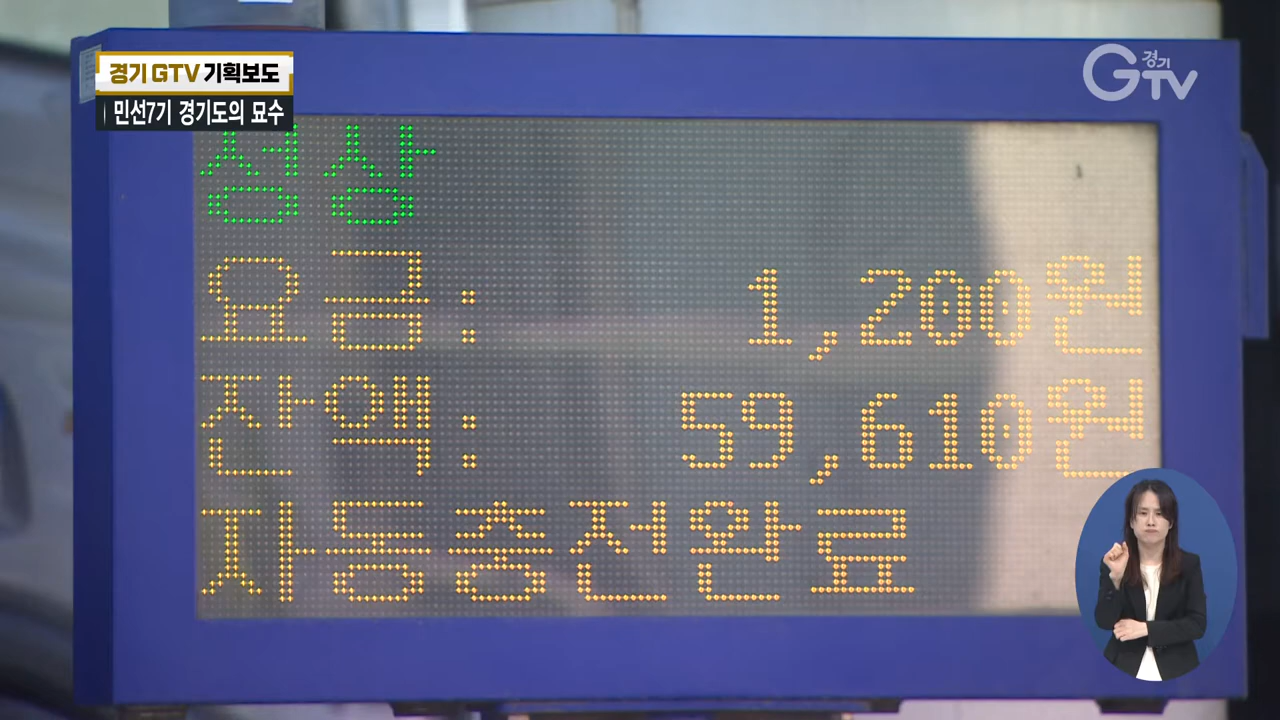 경기 GTV 기획보도
민선7기 경기도의 묘수
경기 GTV
정상
요금: 1,200원
잔액: 59,610원
자동충전완료